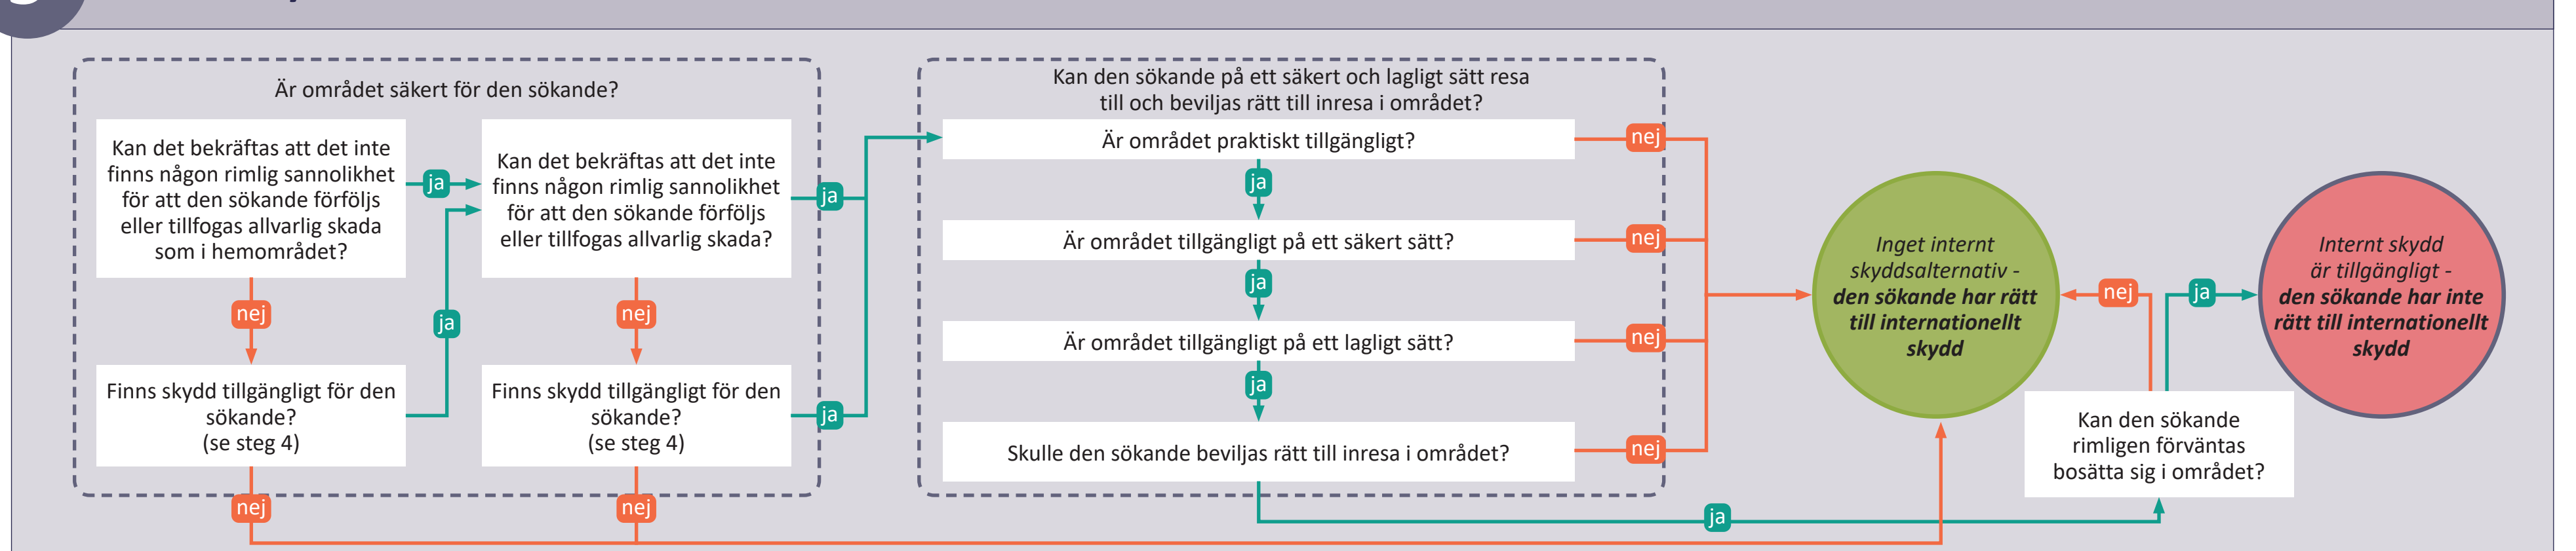 Är området säkert för den sökande?
Kan det bekräftas att det inte
finns någon rimlig sannolikhet
för att den sökande förföljs
eller tillfogas allvarlig skada
som i hemområdet?
ja
nej
ja
Finns skydd tillgängligt för den
sökande?
(se steg 4)
nej
Kan det bekräftas att det inte
finns någon rimlig sannolikhet
för att den sökande förföljs
eller tillfogas allvarlig skada?
ja
nej
Finns skydd tillgängligt för den
sökande?
(se steg 4)
ja
nej
Kan den sökande på ett säkert och lagligt sätt resa
till och beviljas rätt till inresa i området?
Är området praktiskt tillgängligt?
nej
ja
Är området tillgängligt på ett säkert sätt?
nej
ja
Är området tillgängligt på ett lagligt sätt?
nej
ja
Skulle den sökande beviljas rätt till inresa i området?
nej
ja
Inget internt
skyddsalternativ -
den sökande har rätt
till internationellt
skydd
nej
ja
Kan den sökande
rimligen förväntas
bosätta sig i området?
Internt skydd
är tillgängligt -
den sökande har inte
rätt till internationellt
skydd